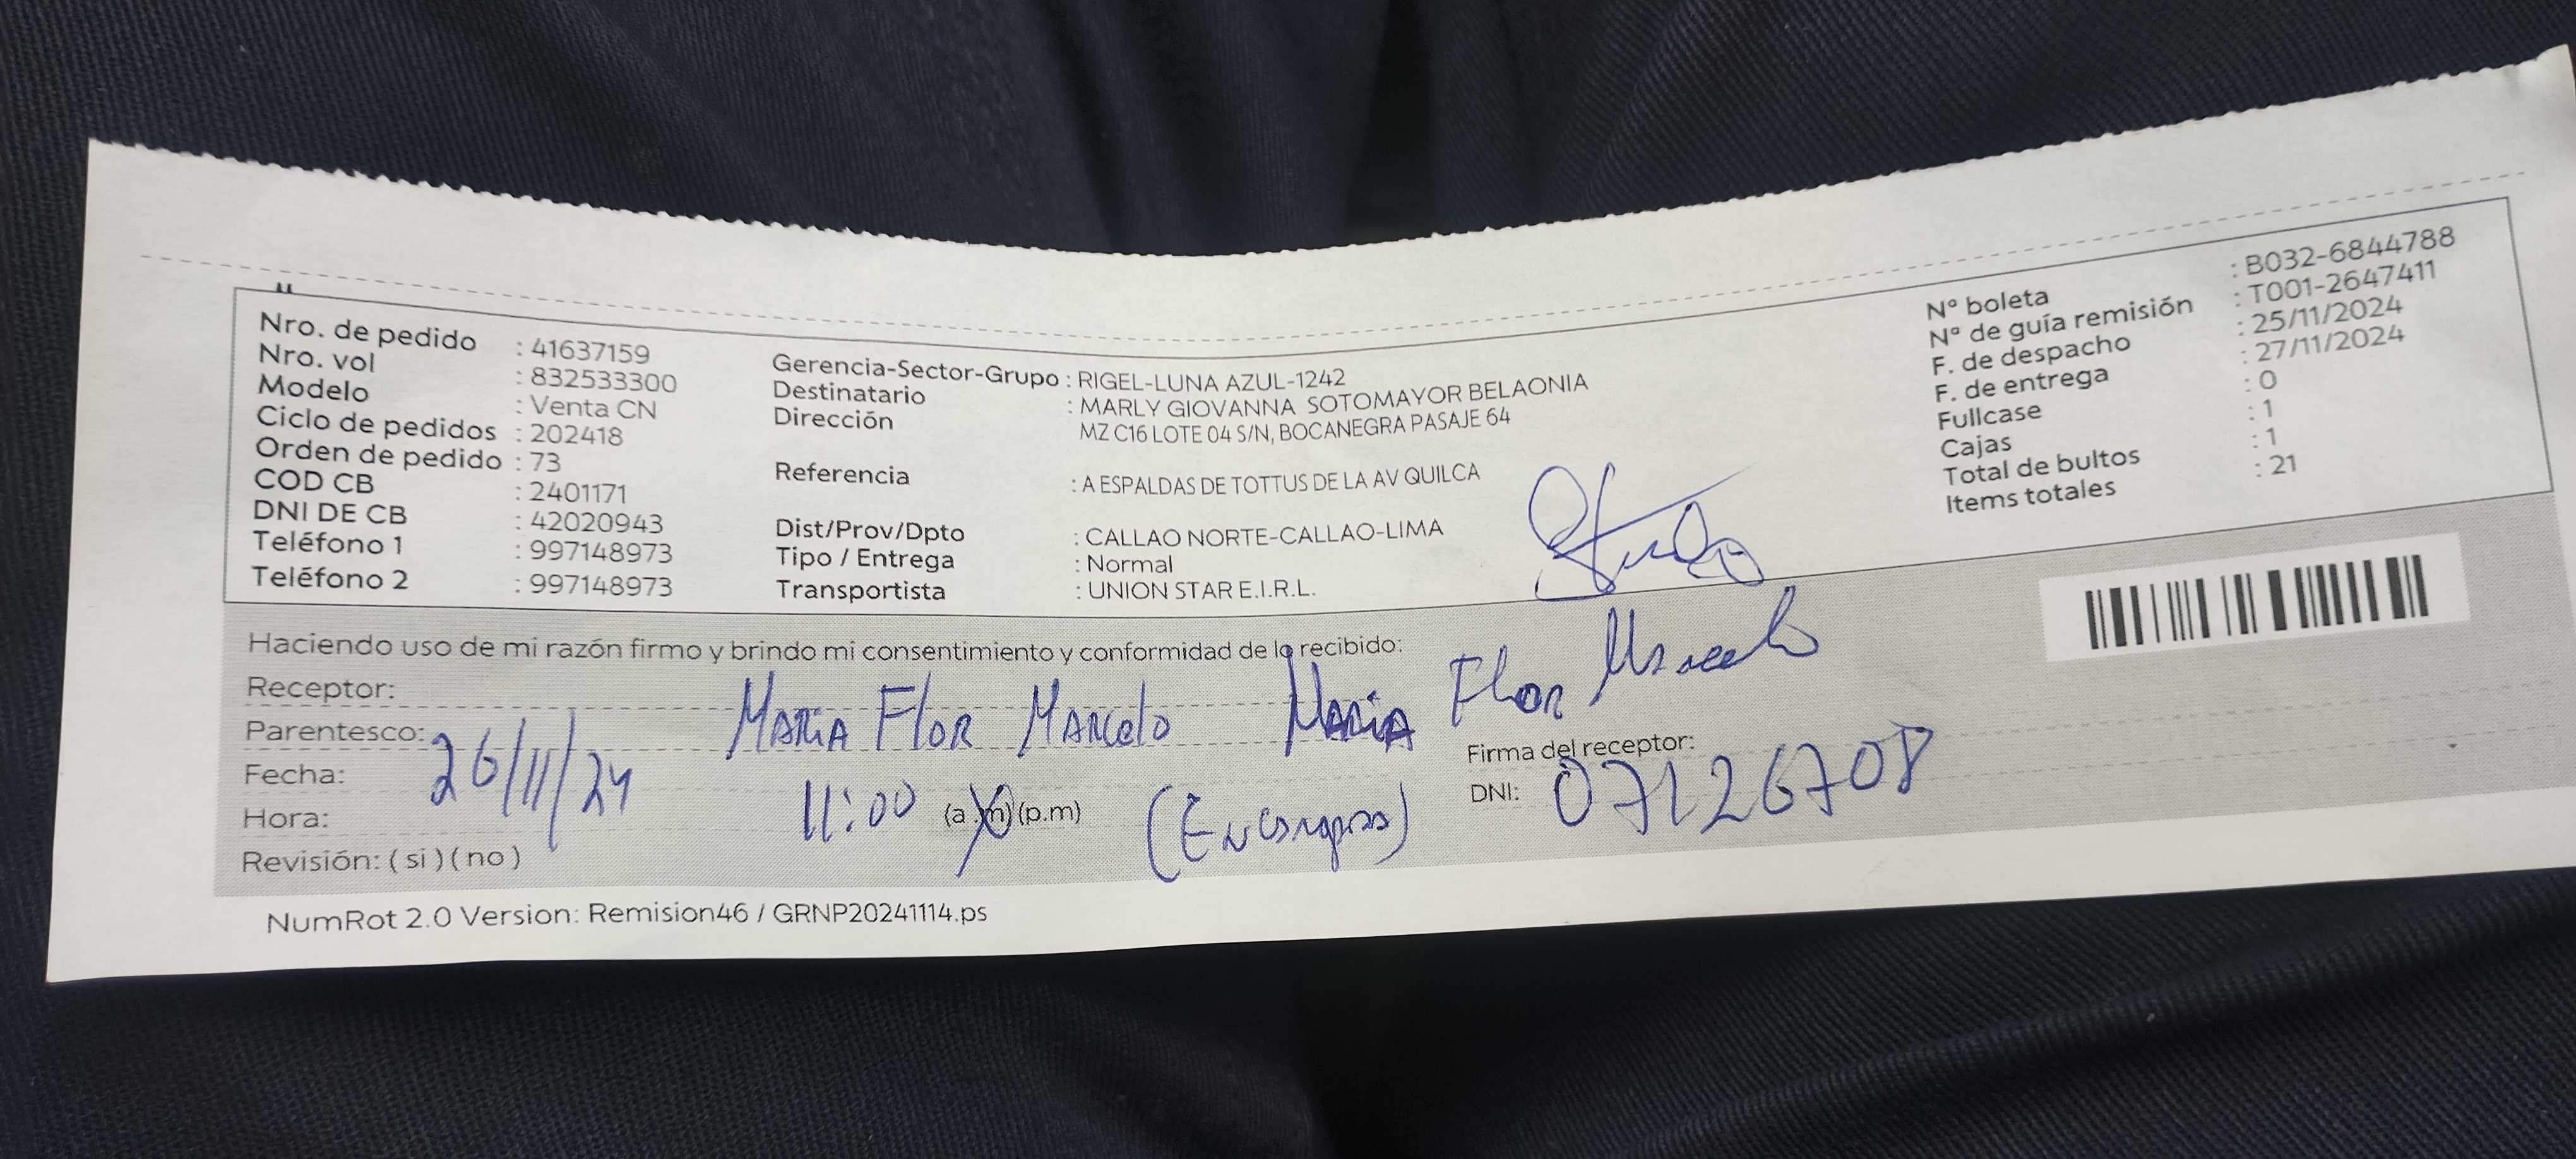 Nro. de pedido : 41637159
Nro. vol : 832533300
Modelo : Venta CN
Ciclo de pedidos : 202418
Orden de pedido : 73
COD CB : 2401171
DNI DE CB : 42020943
Teléfono 1 : 997148973
Teléfono 2 : 997148973
Gerencia-Sector-Grupo : RIGEL-LUNA AZUL-1242
Destinatario : MARLY GIOVANNA SOTOMAYOR BELAONIA
Dirección MZ C16 LOTE 04 S/N, BOCANEGRA PASAJE 64
Referencia : A ESPALDAS DE TOTTUS DE LA AV QUILCA
Dist/Prov/Dpto : CALLAO NORTE-CALLAO-LIMA
Tipo / Entrega : Normal
Transportista : UNION STAR E.I.R.L.
N° boleta : B032-6844788
N° de guía remisión : T001-2647411
F. de despacho : 25/11/2024
F. de entrega : 27/11/2024
Fullcase : 0
Cajas : 1
Total de bultos : 1
Items totales : 21
Haciendo uso de mi razón firmo y brindo mi consentimiento y conformidad de lo recibido:
Receptor: MARiA FloR MARcelo MARiA Flor Marcelo
Parentesco:
Fecha: 26/11/24
Hora: 11:00 (a.m)(p.m)
Revisión: ( si ) ( no )
Firma del receptor:
DNI: 07126708
NumRot 2.0 Version: Remision46 / GRNP20241114.ps